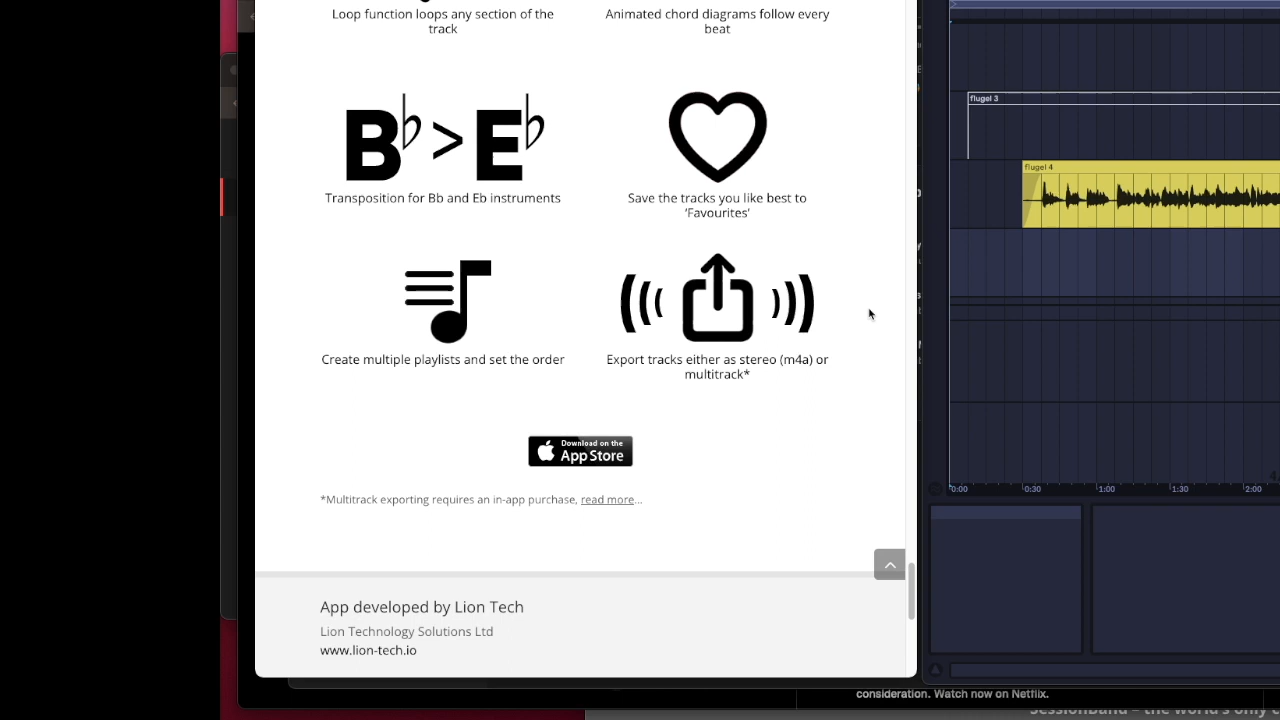 Loop function loops any section of the
track
Animated chord diagrams follow every
beat
B♭ > E♭
Transposition for Bb and Eb instruments
Save the tracks you like best to
‘Favourites’
Create multiple playlists and set the order
Export tracks either as stereo (m4a) or
multitrack*
Download on the
App Store
*Multitrack exporting requires an in-app purchase, read more...
App developed by Lion Tech
Lion Technology Solutions Ltd
www.lion-tech.io
flugel 3
flugel 4
0:00 0:30 1:00 1:30 2:00
consideration. Watch now on Netflix.
SessionBand – the world's only